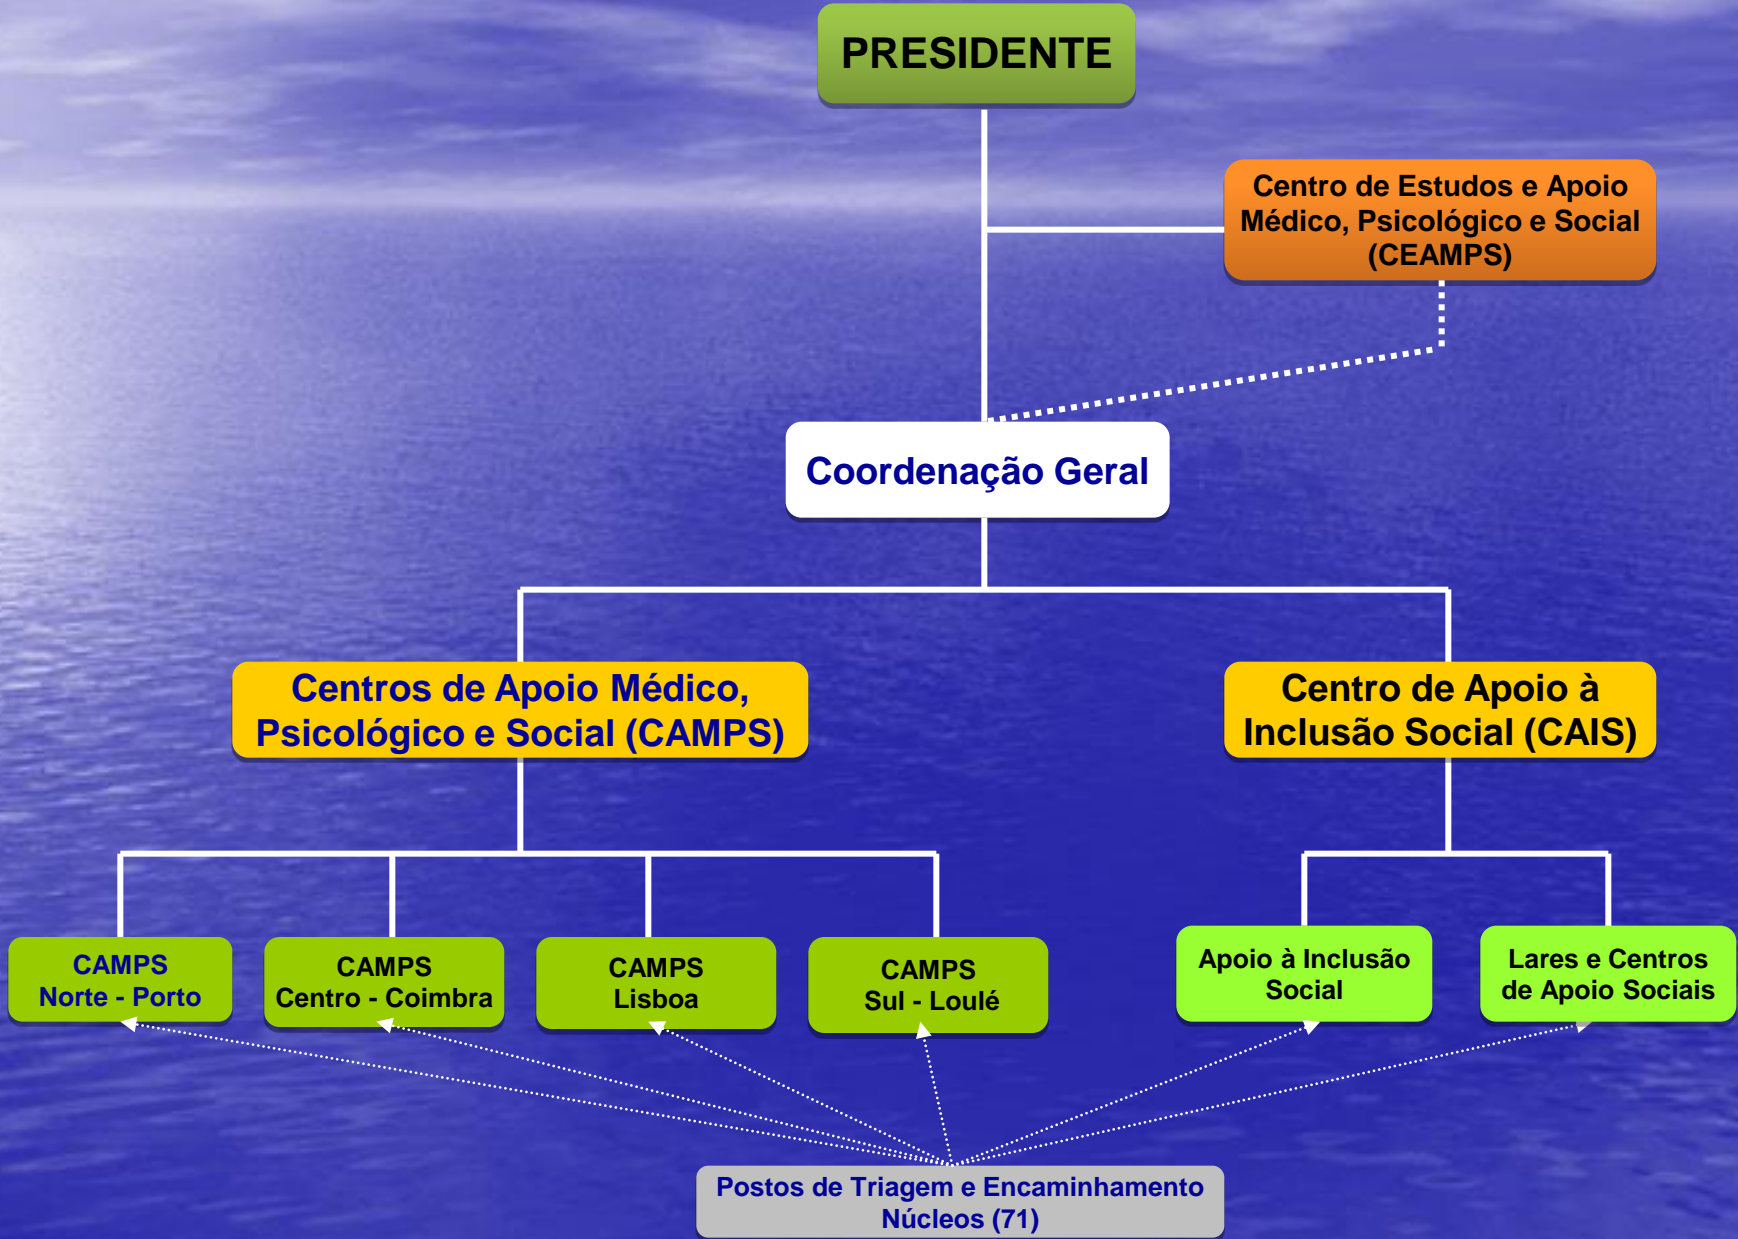 PRESIDENTE
Centro de Estudos e Apoio
Médico, Psicológico e Social
(CEAMPS)
Coordenação Geral
Centros de Apoio Médico,
Psicológico e Social (CAMPS)
Centro de Apoio à
Inclusão Social (CAIS)
CAMPS
Norte - Porto
CAMPS
Centro - Coimbra
CAMPS
Lisboa
CAMPS
Sul - Loulé
Apoio à Inclusão
Social
Lares e Centros
de Apoio Sociais
Postos de Triagem e Encaminhamento
Núcleos (71)